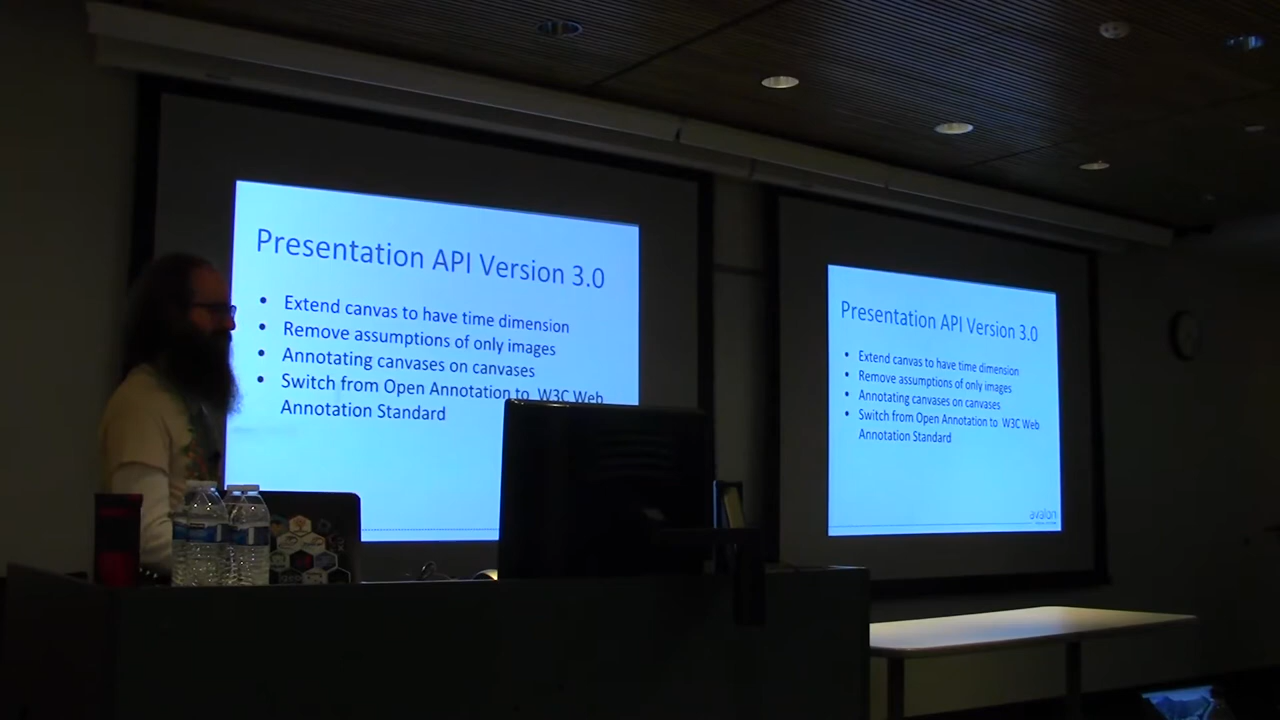 Presentation API Version 3.0
• Extend canvas to have time dimension
• Remove assumptions of only images
• Annotating canvases on canvases
• Switch from Open Annotation to W3C Web
Annotation Standard
Presentation API Version 3.0
• Extend canvas to have time dimension
• Remove assumptions of only images
• Annotating canvases on canvases
• Switch from Open Annotation to W3C Web
Annotation Standard
avalon